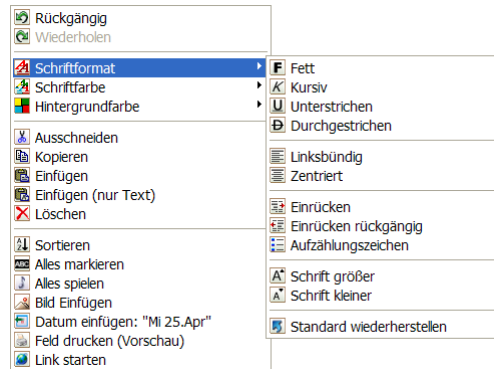 Rückgängig
Wiederholen
Schriftformat
Schriftfarbe
Hintergrundfarbe
Ausschneiden
Kopieren
Einfügen
Einfügen (nur Text)
Löschen
Sortieren
Alles markieren
Alles spielen
Bild Einfügen
Datum einfügen: "Mi 25.Apr"
Feld drucken (Vorschau)
Link starten
F Fett
K Kursiv
U Unterstrichen
D Durchgestrichen
Linksbündig
Zentriert
Einrücken
Einrücken rückgängig
Aufzählungszeichen
A Schrift größer
A Schrift kleiner
Standard wiederherstellen